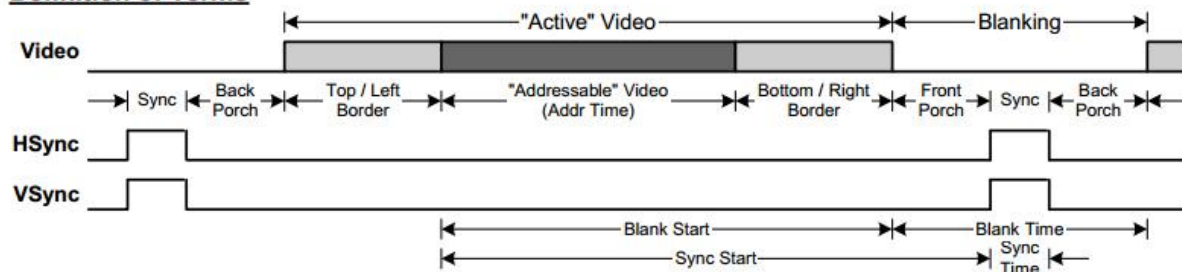 Definition of Terms
"Active" Video
Blanking
Video
Sync
Back Porch
Top / Left Border
"Addressable" Video (Addr Time)
Bottom / Right Border
Front Porch
Sync
Back Porch
HSync
VSync
Blank Start
Blank Time
Sync Start
Sync Time